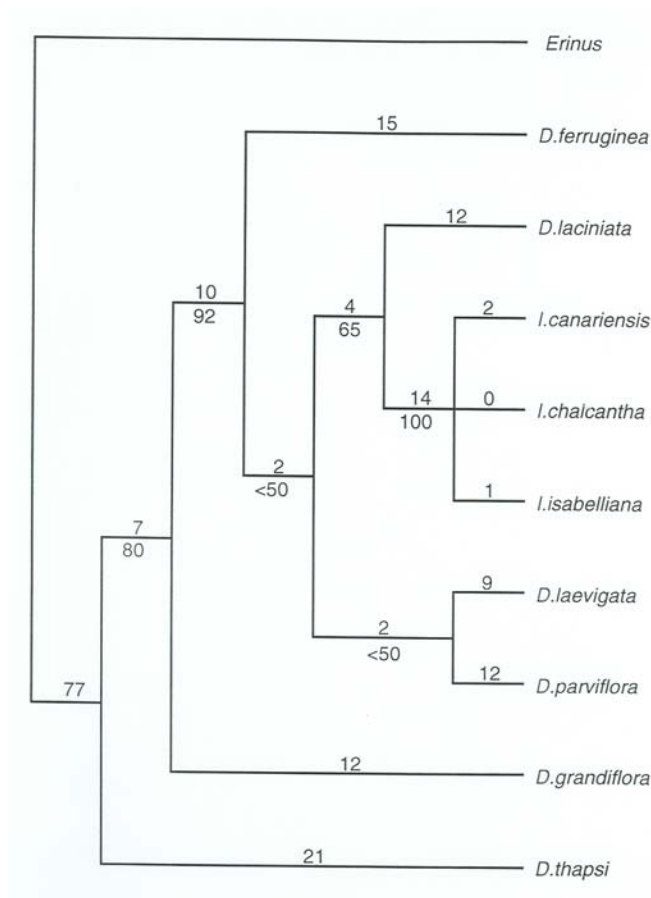 Erinus
15
D.ferruginea
12
D.laciniata
10
92
4
65
2
I.canariensis
14
100
0
I.chalcantha
2
<50
1
I.isabelliana
7
80
9
D.laevigata
2
<50
12
D.parviflora
77
12
D.grandiflora
21
D.thapsi